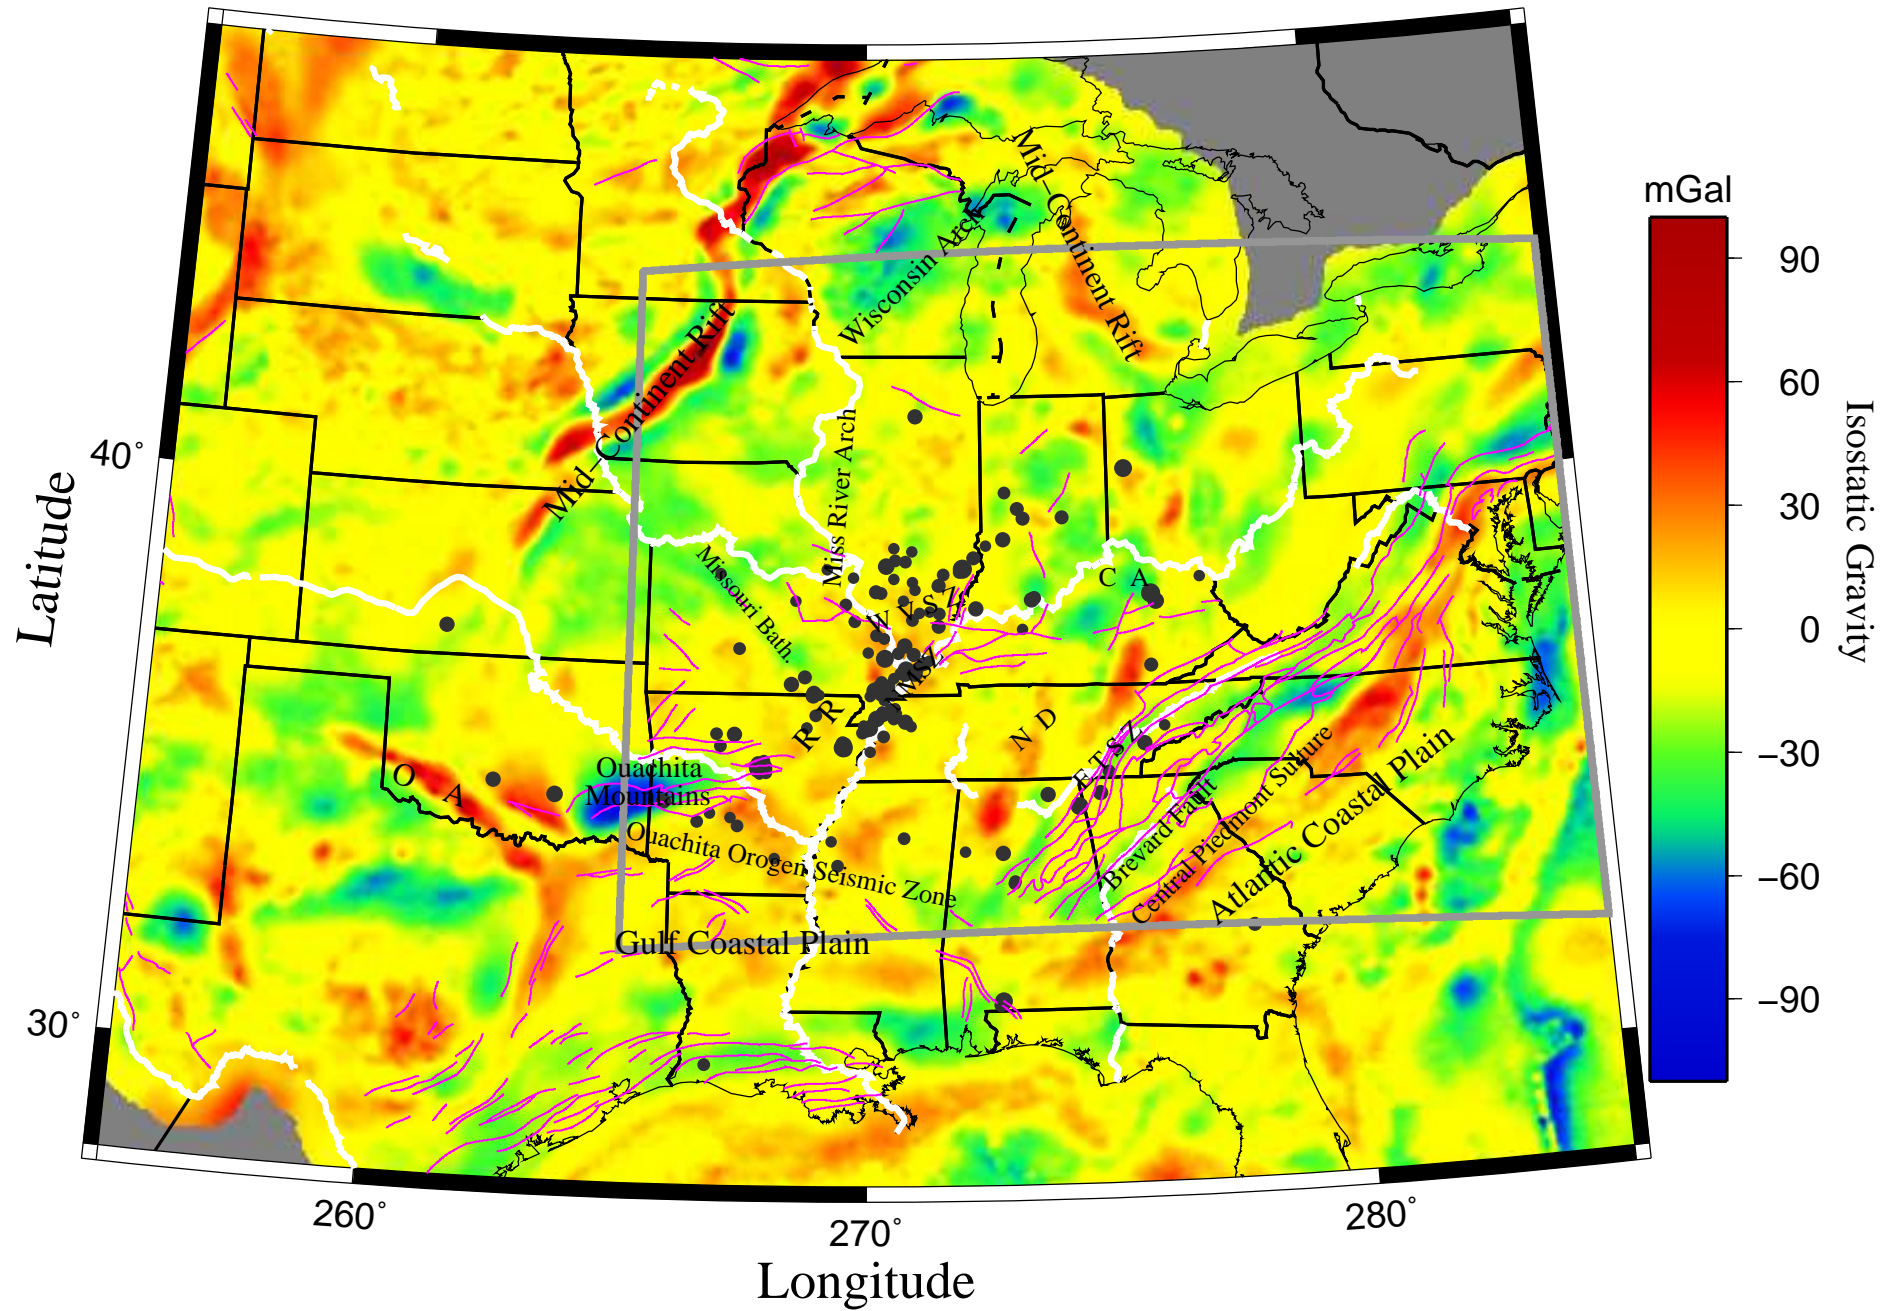 mGal
90
60
30
0
−30
−60
−90
Isostatic Gravity
Latitude
40°
30°
260°
270°
280°
Longitude
Mid−Continent Rift
Wisconsin Arch
Mid−Continent Rift
Miss River Arch
Missouri Bath.
W V S Z
NMSZ
C A
R R
N D
E T S Z
O A
Ouachita
Mountains
Ouachita Orogen Seismic Zone
Gulf Coastal Plain
Brevard Fault
Central Piedmont Suture
Atlantic Coastal Plain